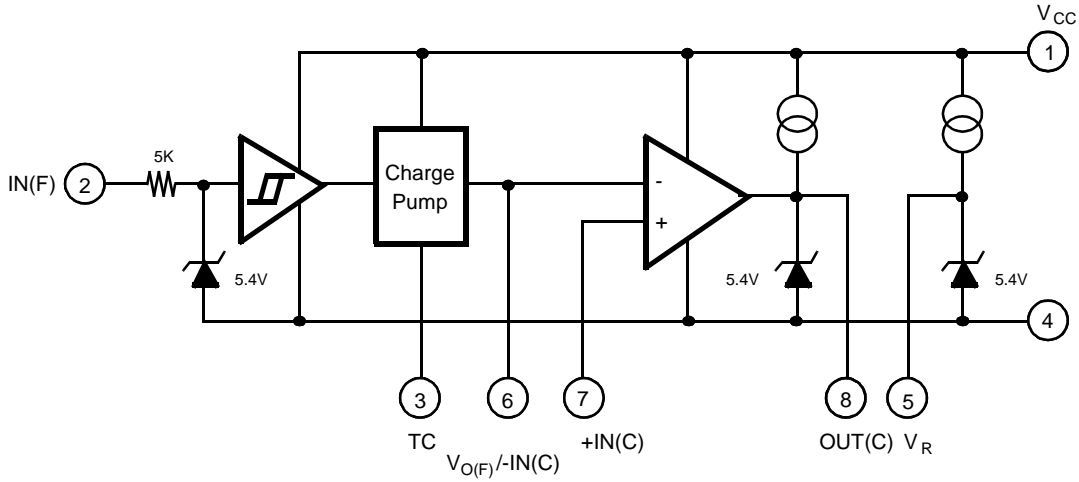 VCC
1
5K
IN(F)
2
Charge
Pump
-
+
5.4V
5.4V
5.4V
4
3
6
7
8
5
TC
VO(F)/-IN(C)
+IN(C)
OUT(C)
VR